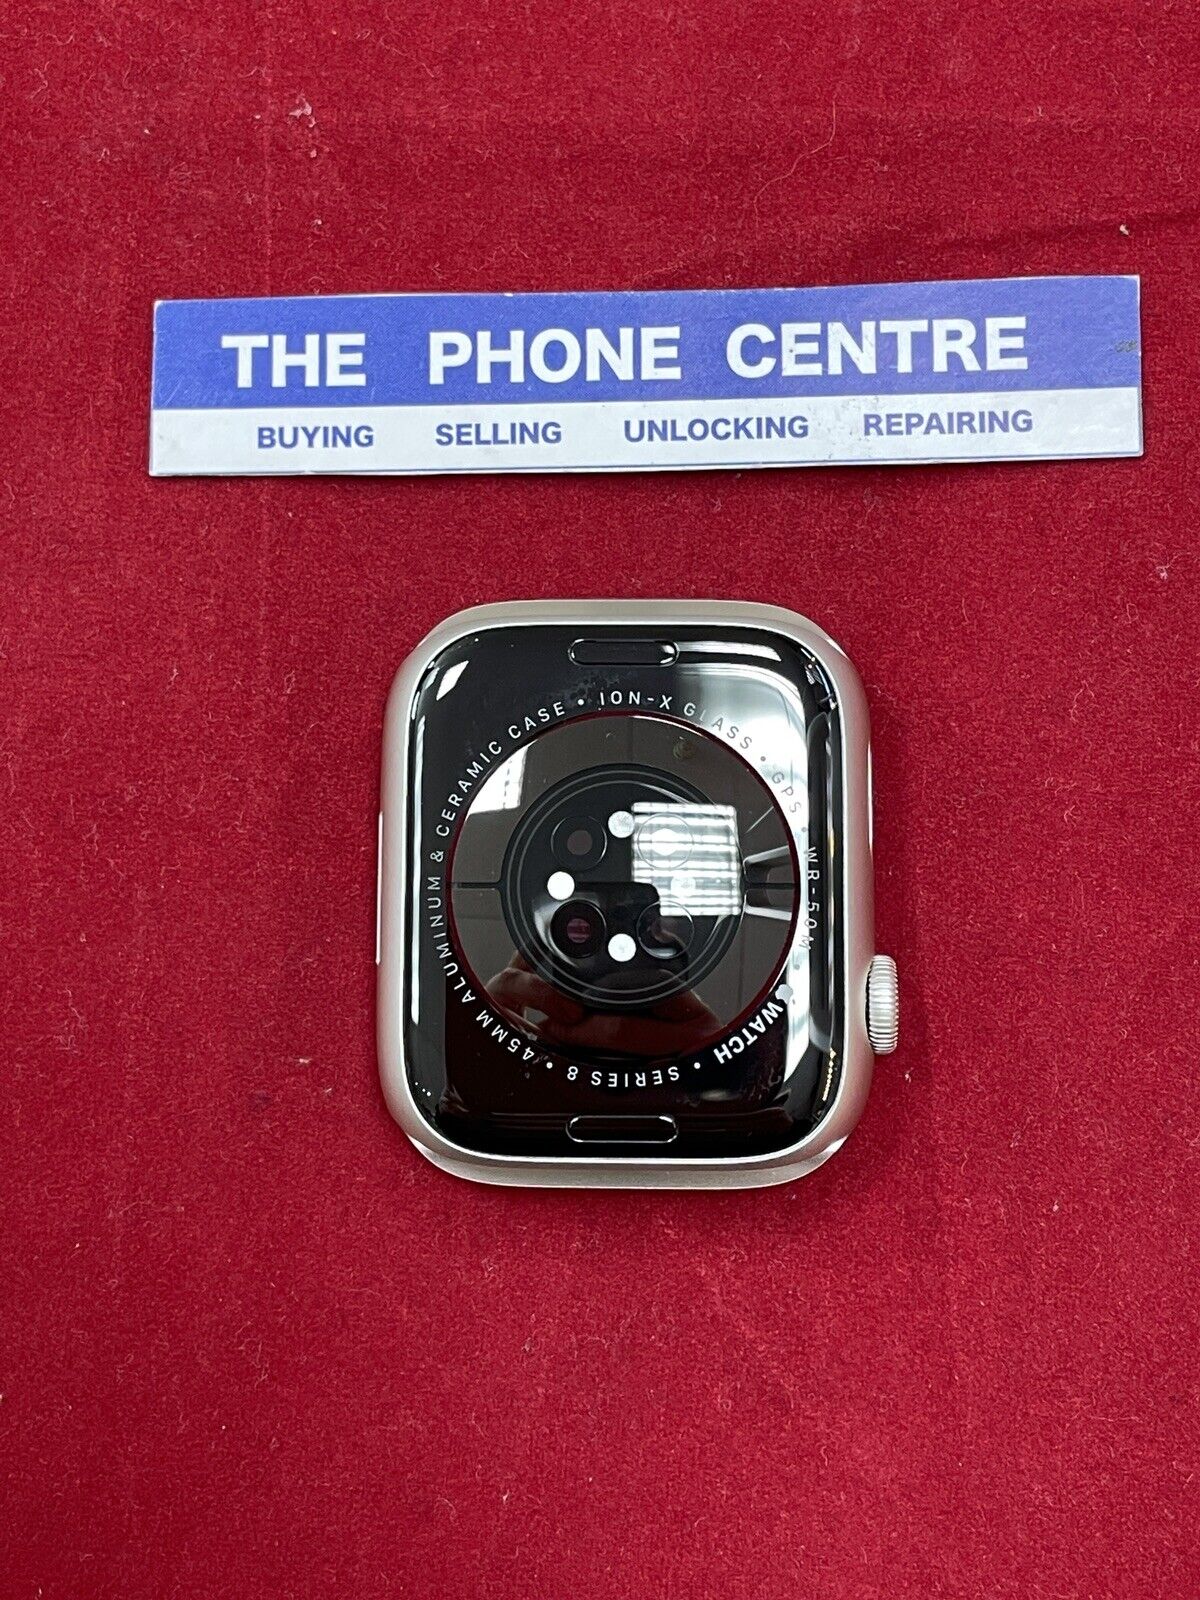 THE PHONE CENTRE
BUYING SELLING UNLOCKING REPAIRING
WATCH • SERIES 8 • 45MM ALUMINUM & CERAMIC CASE • ION-X GLASS • GPS • WR-50M •